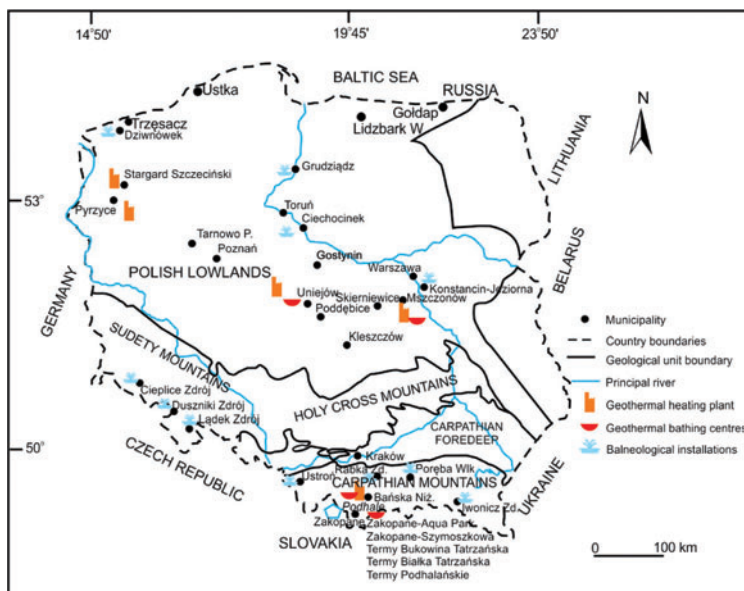 14°50' 19°45' 23°50'
BALTIC SEA
Ustka
RUSSIA
Gołdap
Lidzbark W.
N
Trzęsacz
Dziwnówek
LITHUANIA
Grudziądz
Stargard Szczeciński
53°
Pyrzyce
Toruń
Ciechocinek
Tarnowo P.
Poznań
Gostynin
POLISH LOWLANDS
Warszawa
Konstancin-Jeziorna
BELARUS
GERMANY
Uniejów
Skierniewice
Mszczonów
Poddębice
Kleszczów
SUDETY MOUNTAINS
HOLY CROSS MOUNTAINS
Cieplice Zdrój
Duszniki Zdrój
Lądek Zdrój
50°
CZECH REPUBLIC
CARPATHIAN
FOREDEEP
Kraków
Rabka Zd.
Poręba Wlk
Ustroń
CARPATHIAN MOUNTAINS
Bańska Niż.
Iwonicz Zd.
UKRAINE
Podhale
Zakopane
SLOVAKIA
Zakopane-Aqua Park
Zakopane-Szymoszkowa
Termy Bukowina Tatrzańska
Termy Białka Tatrzańska
Termy Podhalańskie
Municipality
Country boundaries
Geological unit boundary
Principal river
Geothermal heating plant
Geothermal bathing centres
Balneological installations
0 100 km